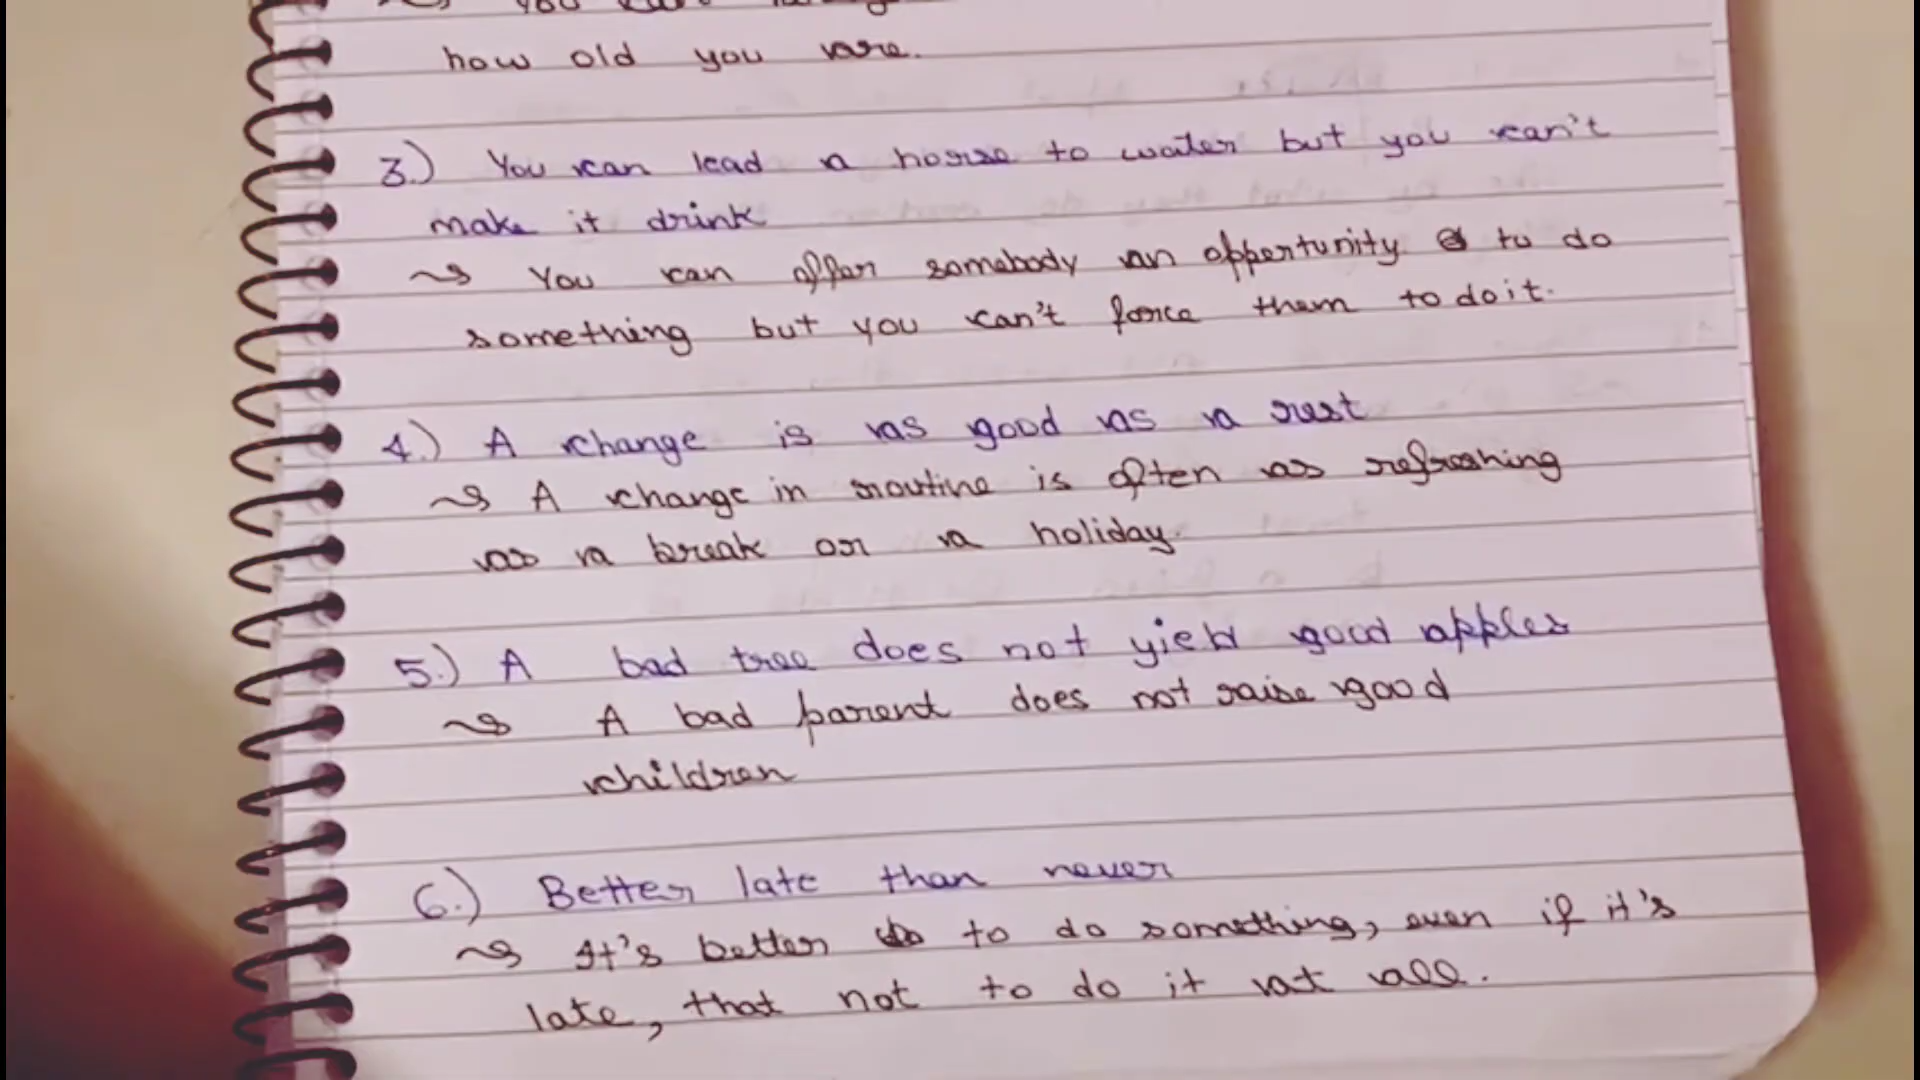 You can
how old you are.
3.) You can lead a horse to water but you can't
make it drink
You can offer somebody an oppertunity to do
something but you can't force them to do it.
4.) A change is as good as a rest
A change in routine is often as refreshing
as a break or a holiday.
5.) A bad tree does not yield good apples
A bad parent does not raise good
children
6.) Better late than never
It's better to do something, even if it's
late, that not to do it at all.